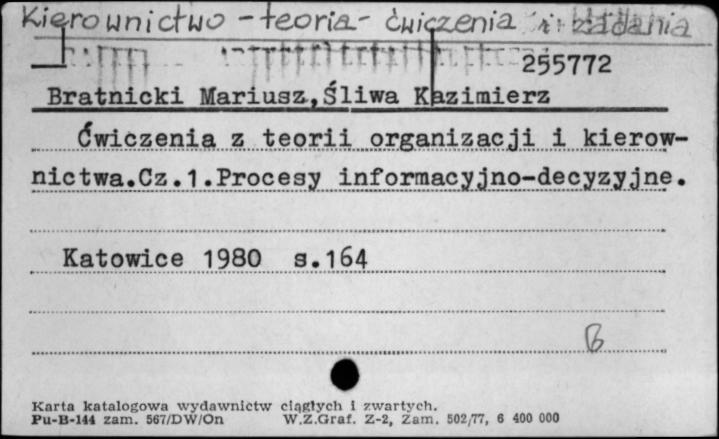 Kierownictwo - teoria - ćwiczenia i zadania
255772
Bratnicki Mariusz,Śliwa Kazimierz
Ćwiczenia z teorii organizacji i kierow-
nictwa.Cz.1.Procesy informacyjno-decyzyjne.
Katowice 1980 s.164
B
Karta katalogowa wydawnictw ciągłych i zwartych.
Pu-B-144 zam. 567/DW/On W.Z.Graf. Z-2, Zam. 502/77, 6 400 000